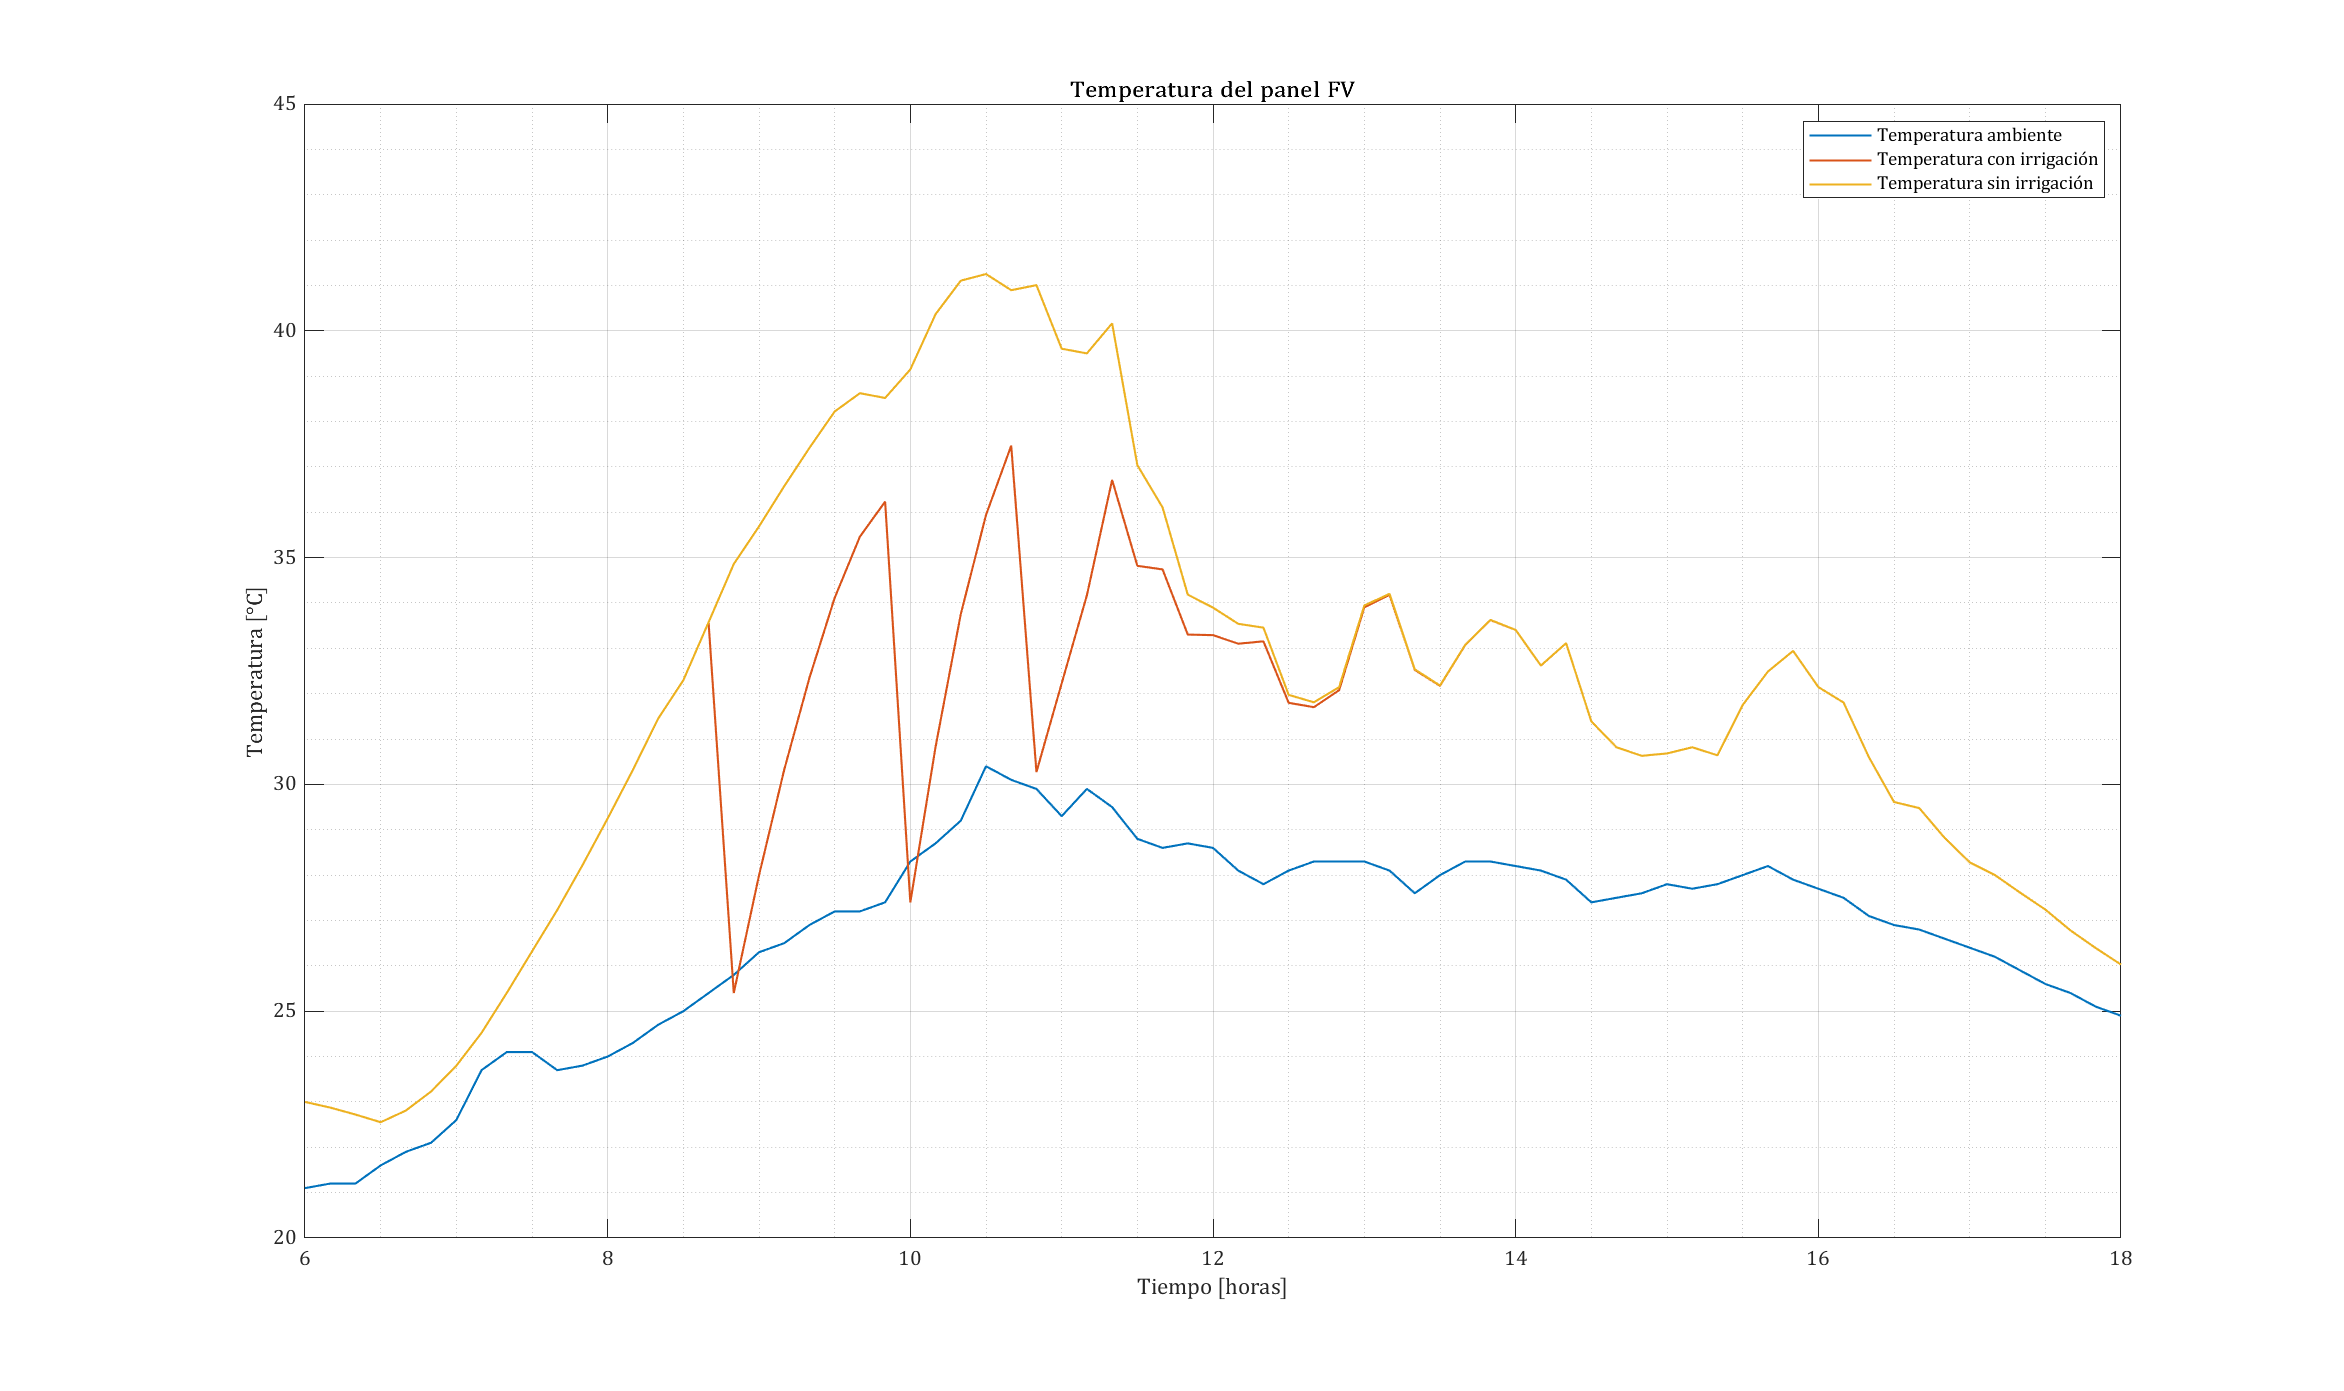 Temperatura del panel FV
45
40
35
30
25
20
Temperatura [°C]
Temperatura ambiente
Temperatura con irrigación
Temperatura sin irrigación
6 8 10 12 14 16 18
Tiempo [horas]